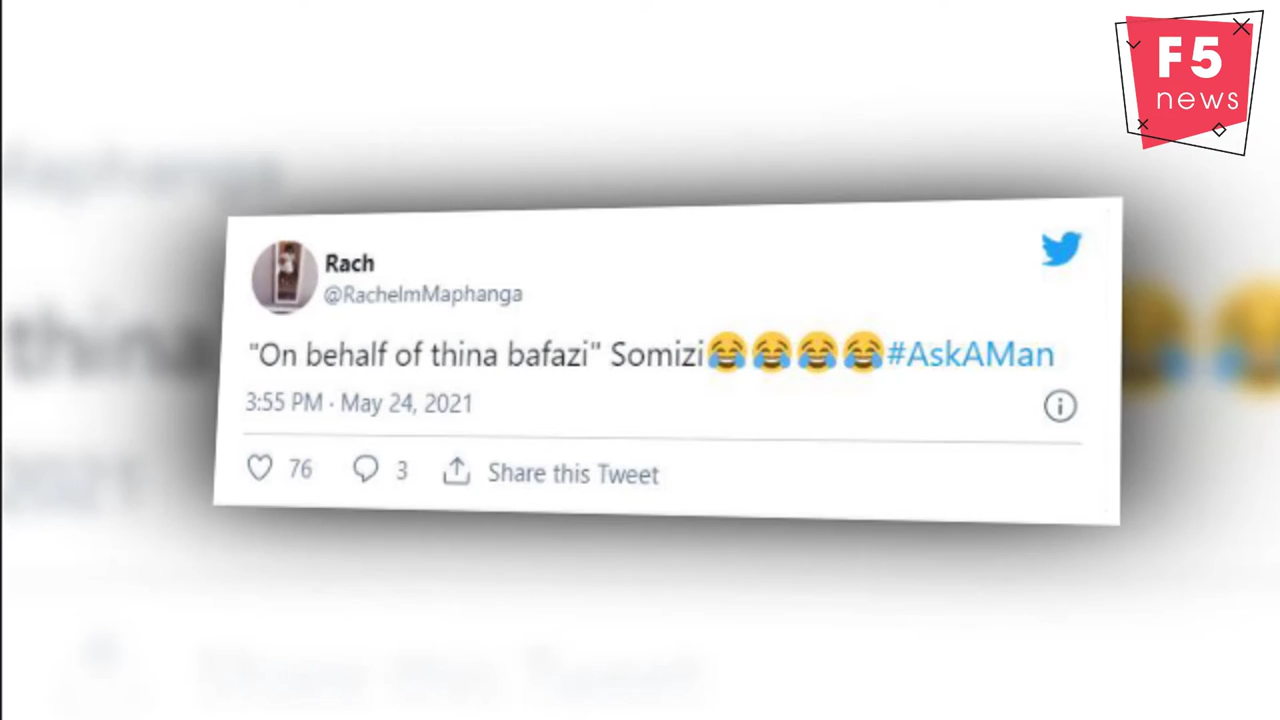 F5
news
Rach
@RachelmMaphanga
"On behalf of thina bafazi" Somizi😂😂😂😂#AskAMan
3:55 PM · May 24, 2021
76 3 Share this Tweet